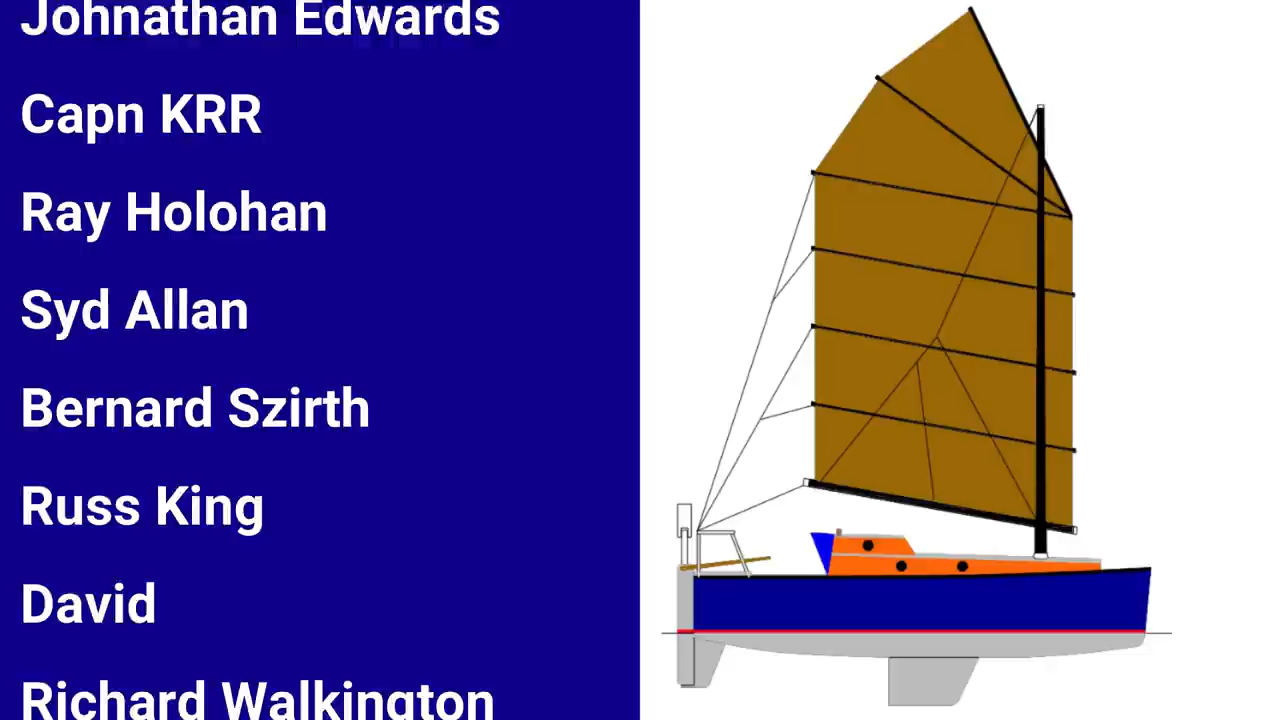 Johnathan Edwards
Capn KRR
Ray Holohan
Syd Allan
Bernard Szirth
Russ King
David
Richard Walkington